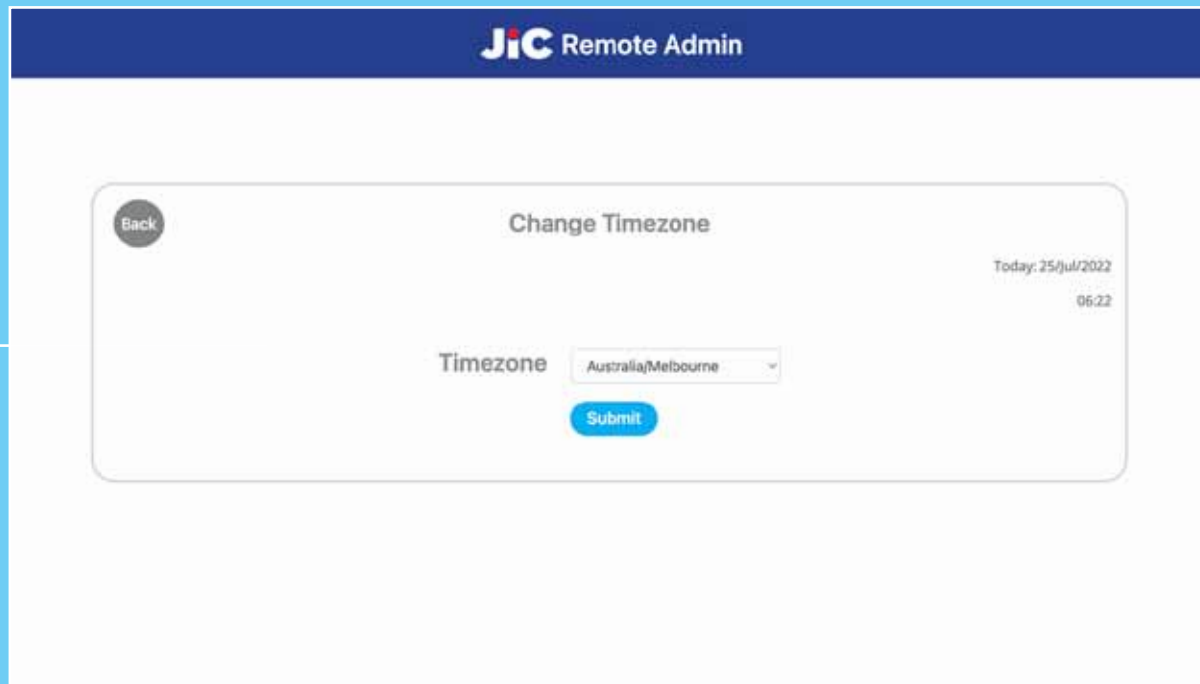 JiC Remote Admin
Back
Change Timezone
Today: 25/Jul/2022
06:22
Timezone Australia/Melbourne
Submit